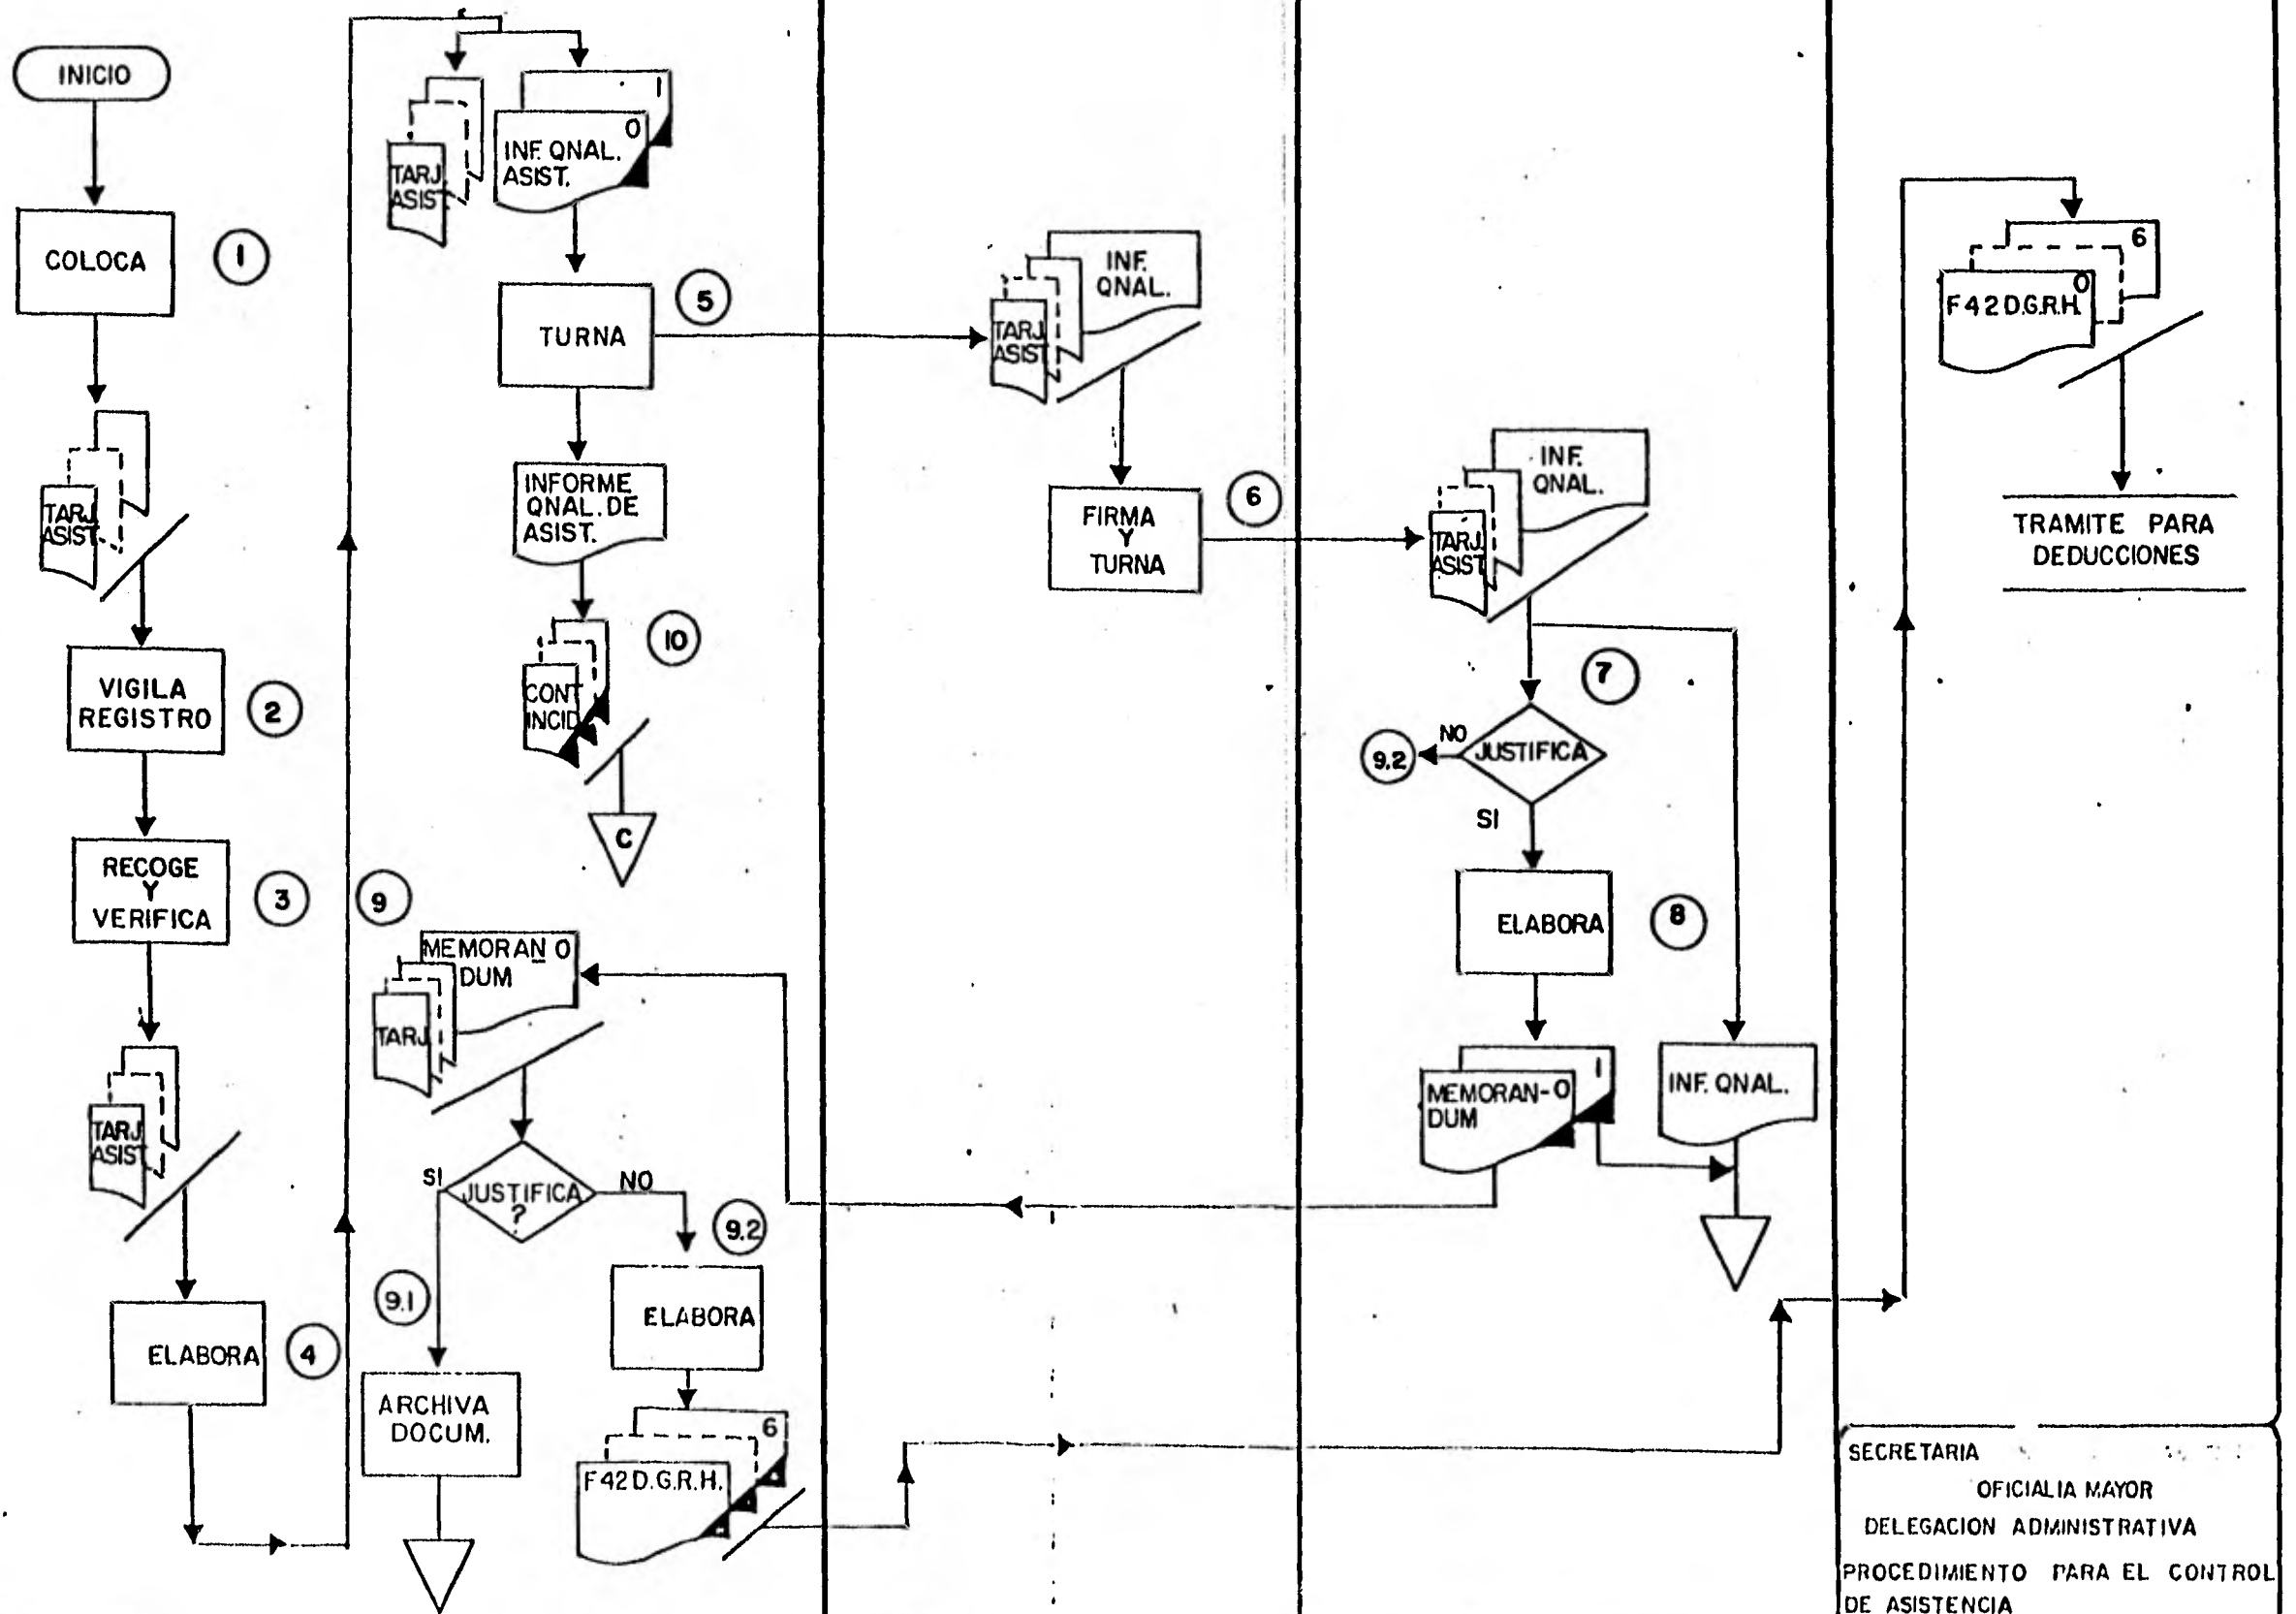 INICIO
COLOCA
1
TARJ.
ASIST
VIGILA
REGISTRO
2
RECOGE
Y
VERIFICA
3
TARJ
ASIST
ELABORA
4
TARJ
ASIST
1
0
INF. QNAL.
ASIST.
TURNA
5
INFORME
QNAL. DE
ASIST.
10
CONT
INCID
C
9
MEMORAN 0
DUM
TARJ
JUSTIFICA
?
SI
NO
9.1
9.2
ARCHIVA
DOCUM.
ELABORA
6
F42 D.G.R.H.
INF.
QNAL.
TARJ.
ASIST
FIRMA
Y
TURNA
6
INF.
QNAL.
TARJ.
ASIST
7
JUSTIFICA
NO
9.2
SI
ELABORA
8
1
MEMORAN-0
DUM
INF. QNAL.
6
0
F42 D.G.R.H.
TRAMITE PARA
DEDUCCIONES
SECRETARIA
OFICIALIA MAYOR
DELEGACION ADMINISTRATIVA
PROCEDIMIENTO PARA EL CONTROL
DE ASISTENCIA